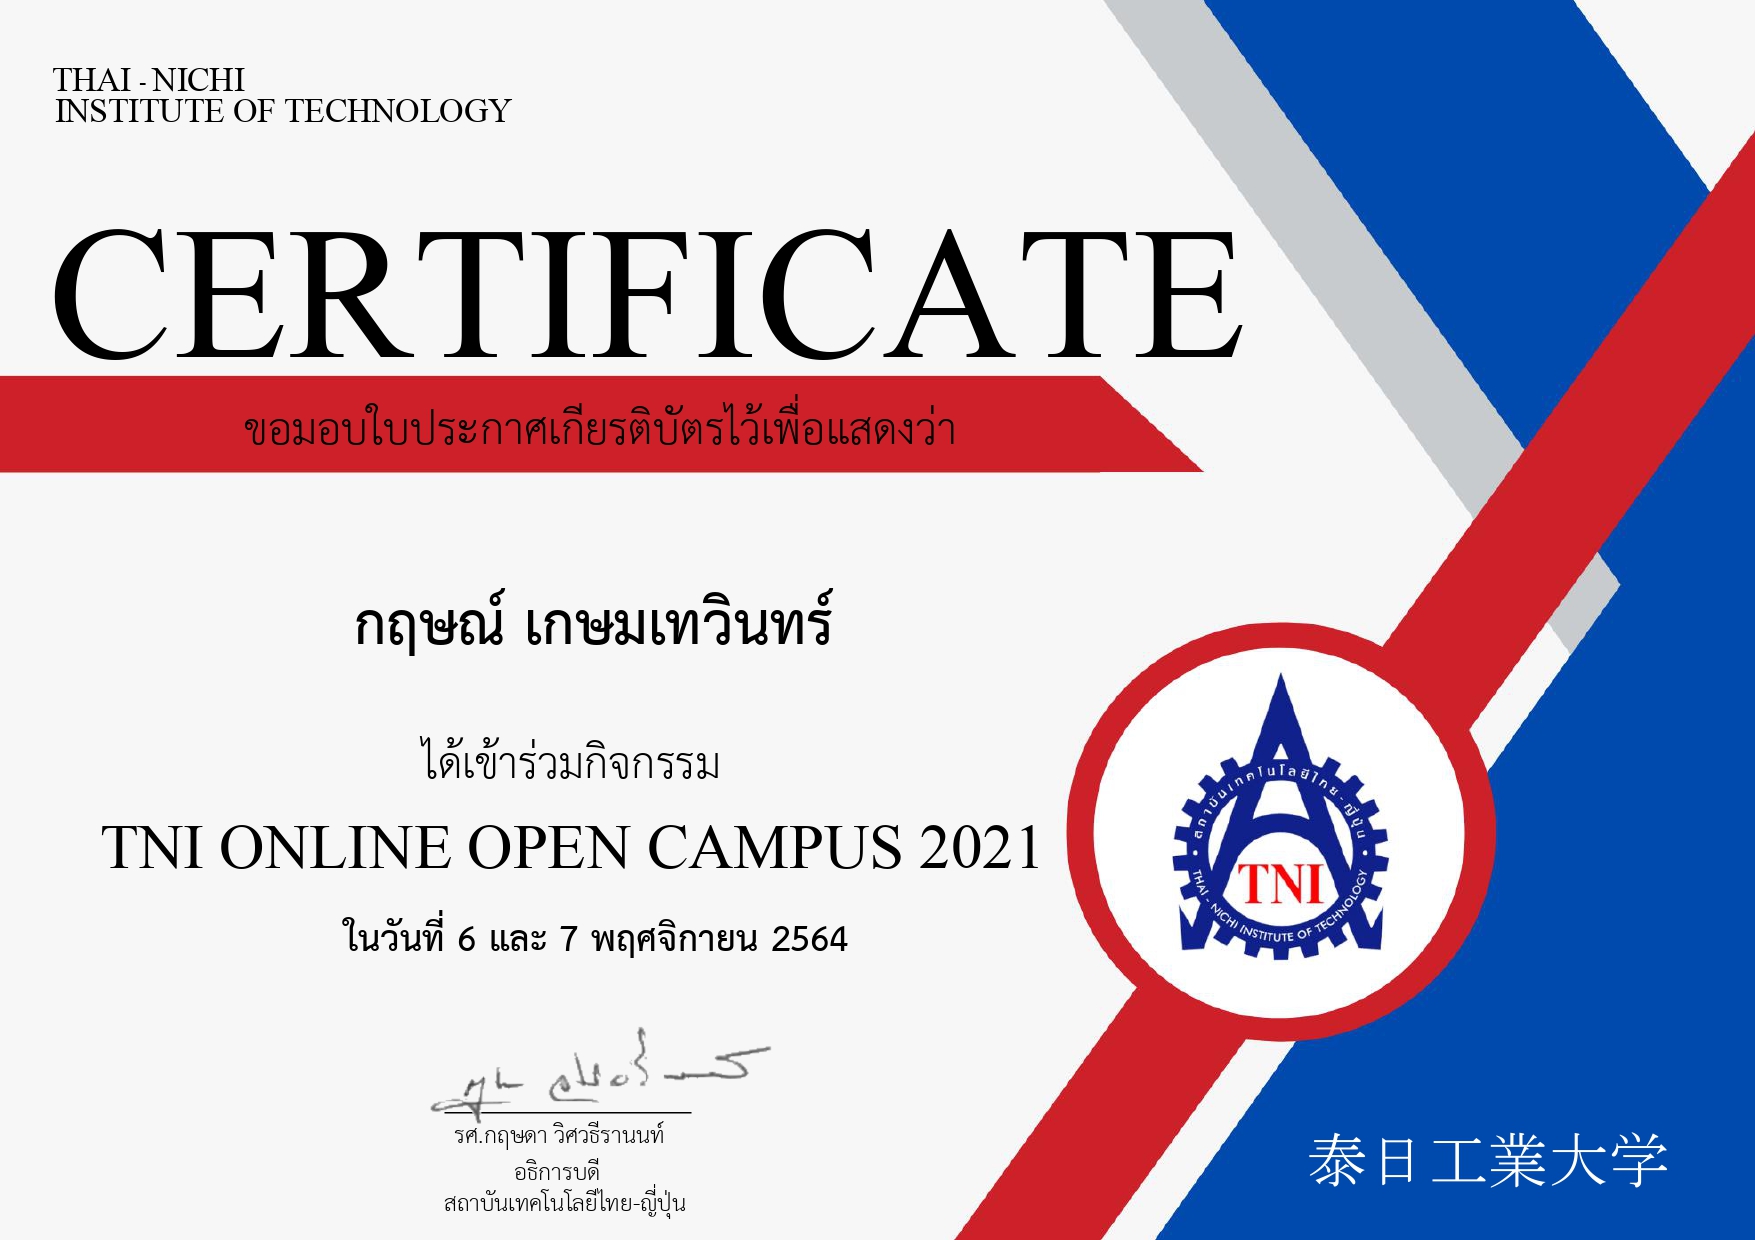 THAI - NICHI
INSTITUTE OF TECHNOLOGY
CERTIFICATE
ขอมอบใบประกาศเกียรติบัตรไว้เพื่อแสดงว่า
กฤษณ์ เกษมเทวินทร์
ได้เข้าร่วมกิจกรรม
TNI ONLINE OPEN CAMPUS 2021
ในวันที่ 6 และ 7 พฤศจิกายน 2564
รศ.กฤษดา วิศวธีรานนท์
อธิการบดี
สถาบันเทคโนโลยีไทย-ญี่ปุ่น
สถาบันเทคโนโลยีไทย-ญี่ปุ่น
TNI
THAI - NICHI INSTITUTE OF TECHNOLOGY
泰日工業大学